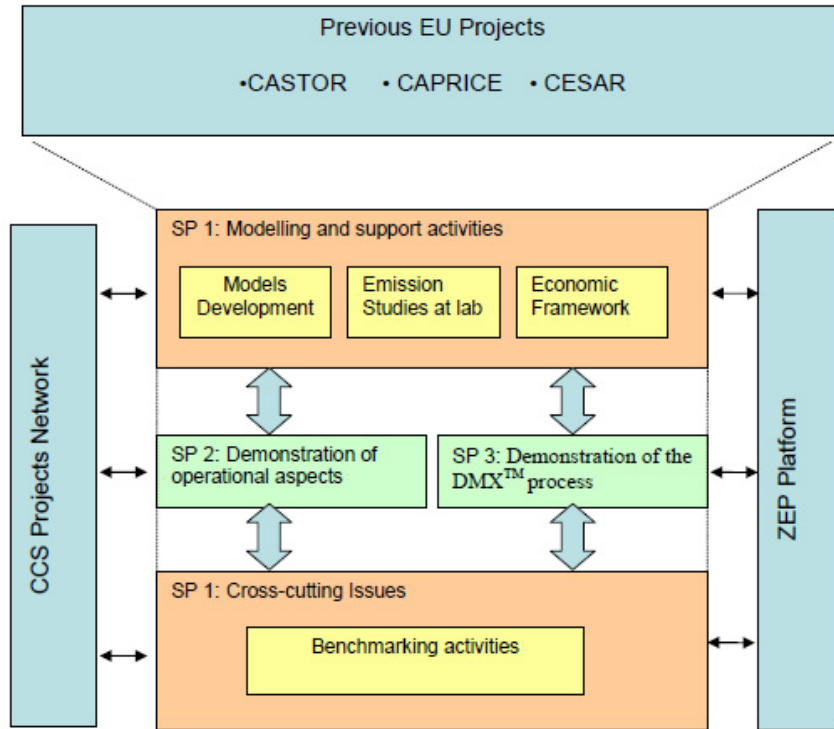 Previous EU Projects
•CASTOR • CAPRICE • CESAR
SP 1: Modelling and support activities
Models
Development
Emission
Studies at lab
Economic
Framework
CCS Projects Network
ZEP Platform
SP 2: Demonstration of
operational aspects
SP 3: Demonstration of the
DMX™ process
SP 1: Cross-cutting Issues
Benchmarking activities